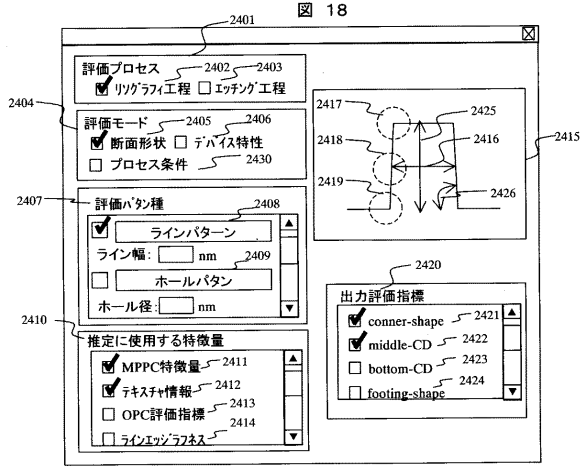 図 18
2401
評価プロセス
2402
2403
リソグラフィ工程
エッチング工程
2404
評価モード
2405
2406
断面形状
デバイス特性
プロセス条件
2430
2407
評価パタン種
2408
ラインパターン
ライン幅:
nm
2409
ホールパタン
ホール径:
nm
2410
推定に使用する特徴量
MPPC特徴量
2411
テキスチャ情報
2412
OPC評価指標
2413
ラインエッジラフネス
2414
2417
2425
2418
2416
2415
2419
2426
2420
出力評価指標
conner-shape
2421
middle-CD
2422
bottom-CD
2423
footing-shape
2424